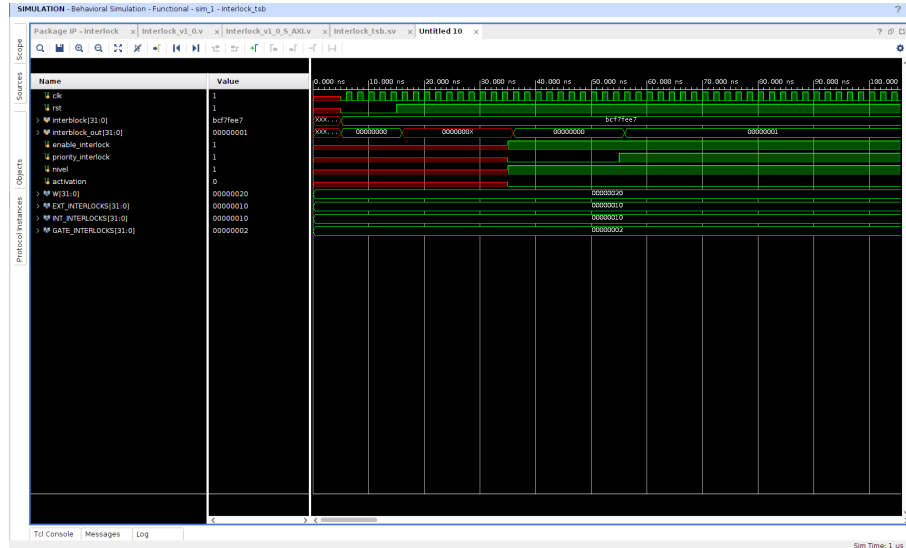 SIMULATION - Behavioral Simulation - Functional - sim_1 - Interlock_tsb ?
Package IP - Interlock x Interlock_v1_0.v x Interlock_v1_0_S_AXI.v x Interlock_tsb.sv x Untitled 10 x ?
Scope
Sources
Objects
Protocol Instances
Name Value
0.000 ns 10.000 ns 20.000 ns 30.000 ns 40.000 ns 50.000 ns 60.000 ns 70.000 ns 80.000 ns 90.000 ns 100.000
clk 1
rst 1
interblock[31:0] bcf7fee7 XXX... bcf7fee7
interblock_out[31:0] 00000001 XXX... 00000000 0000000X 00000000 00000001
enable_interlock 1
priority_interlock 1
nivel 1
activation 0
W[31:0] 00000020 00000020
EXT_INTERLOCKS[31:0] 00000010 00000010
INT_INTERLOCKS[31:0] 00000010 00000010
GATE_INTERLOCKS[31:0] 00000002 00000002
Tcl Console Messages Log
Sim Time: 1 us